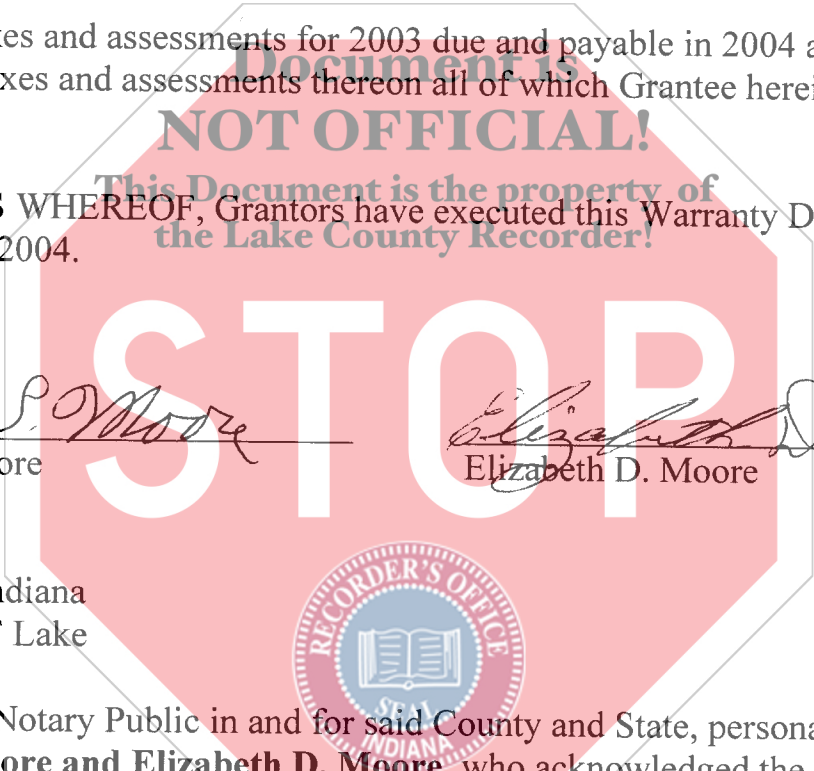 xes and assessments for 2003 due and payable in 2004 a
Document is
xes and assessments thereon all of which Grantee herei
NOT OFFICIAL!
This Document is the property of
S WHEREOF, Grantors have executed this Warranty D
the Lake County Recorder!
2004.
STOP
S. Moore
Elizabeth D.
ore
Elizabeth D. Moore
RECORDER'S OFFICE
ndiana
Lake
SEAL
Notary Public in and for said County and State, persona
INDIANA
ore and Elizabeth D. Moore, who acknowledged the